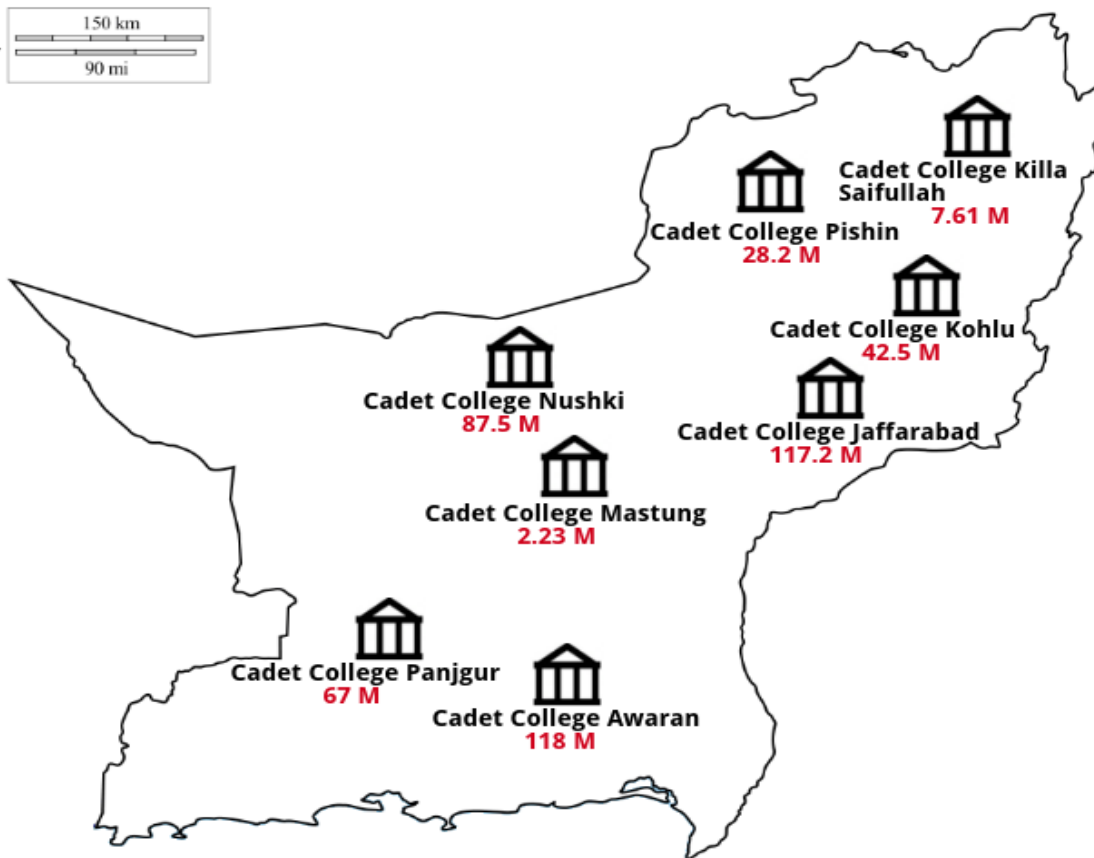 150 km
90 mi
Cadet College Killa
Saifullah
7.61 M
Cadet College Pishin
28.2 M
Cadet College Kohlu
42.5 M
Cadet College Nushki
87.5 M
Cadet College Jaffarabad
117.2 M
Cadet College Mastung
2.23 M
Cadet College Panjgur
67 M
Cadet College Awaran
118 M